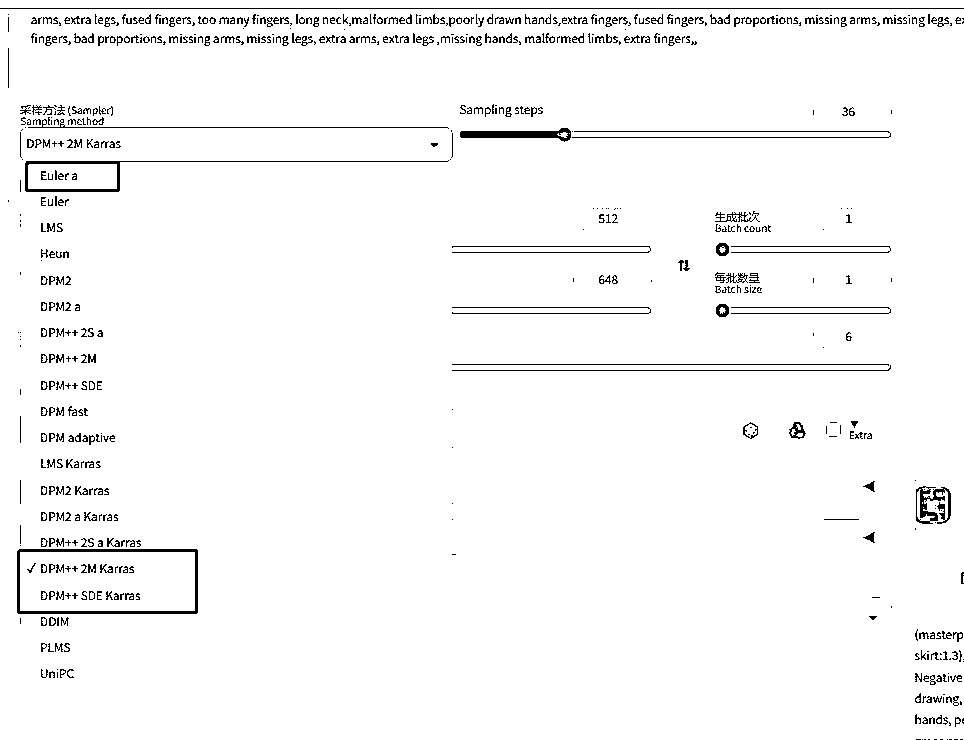 arms, extra legs, fused fingers, too many fingers, long neck,malformed limbs,poorly drawn hands,extra fingers, fused fingers, bad proportions, missing arms, missing legs,
fingers, bad proportions, missing arms, missing legs, extra arms, extra legs ,missing hands, malformed limbs, extra fingers,,
采样方法 (Sampler)
Sampling method
DPM++ 2M Karras
Sampling steps
36
Euler a
Euler
LMS
Heun
DPM2
DPM2 a
DPM++ 2S a
DPM++ 2M
DPM++ SDE
DPM fast
DPM adaptive
LMS Karras
DPM2 Karras
DPM2 a Karras
DPM++ 2S a Karras
✓ DPM++ 2M Karras
DPM++ SDE Karras
DDIM
PLMS
UniPC
512
648
生成批次
Batch count
1
每批数量
Batch size
1
6
Extra
(masterp
skirt:1.3),
Negative
drawing,
hands, p